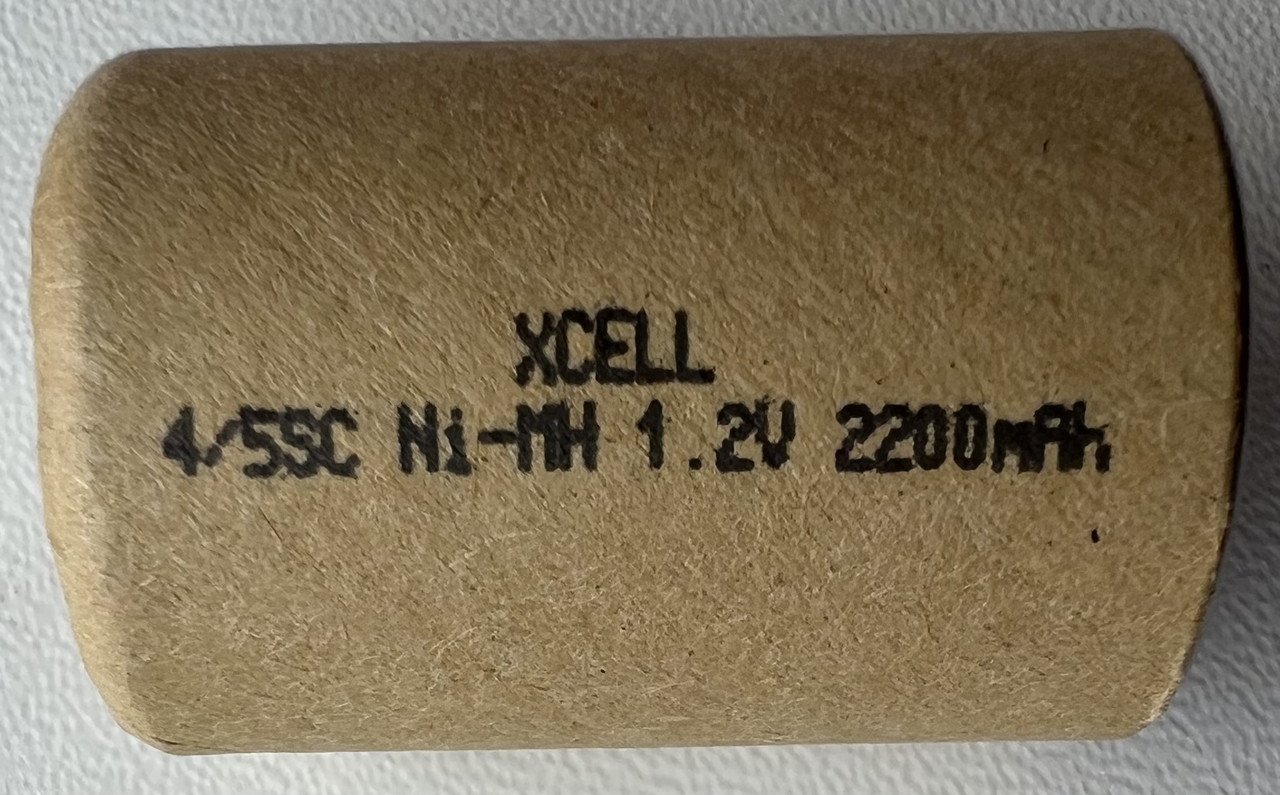 XCELL
4/5SC Ni-MH 1.2V 2200mAh